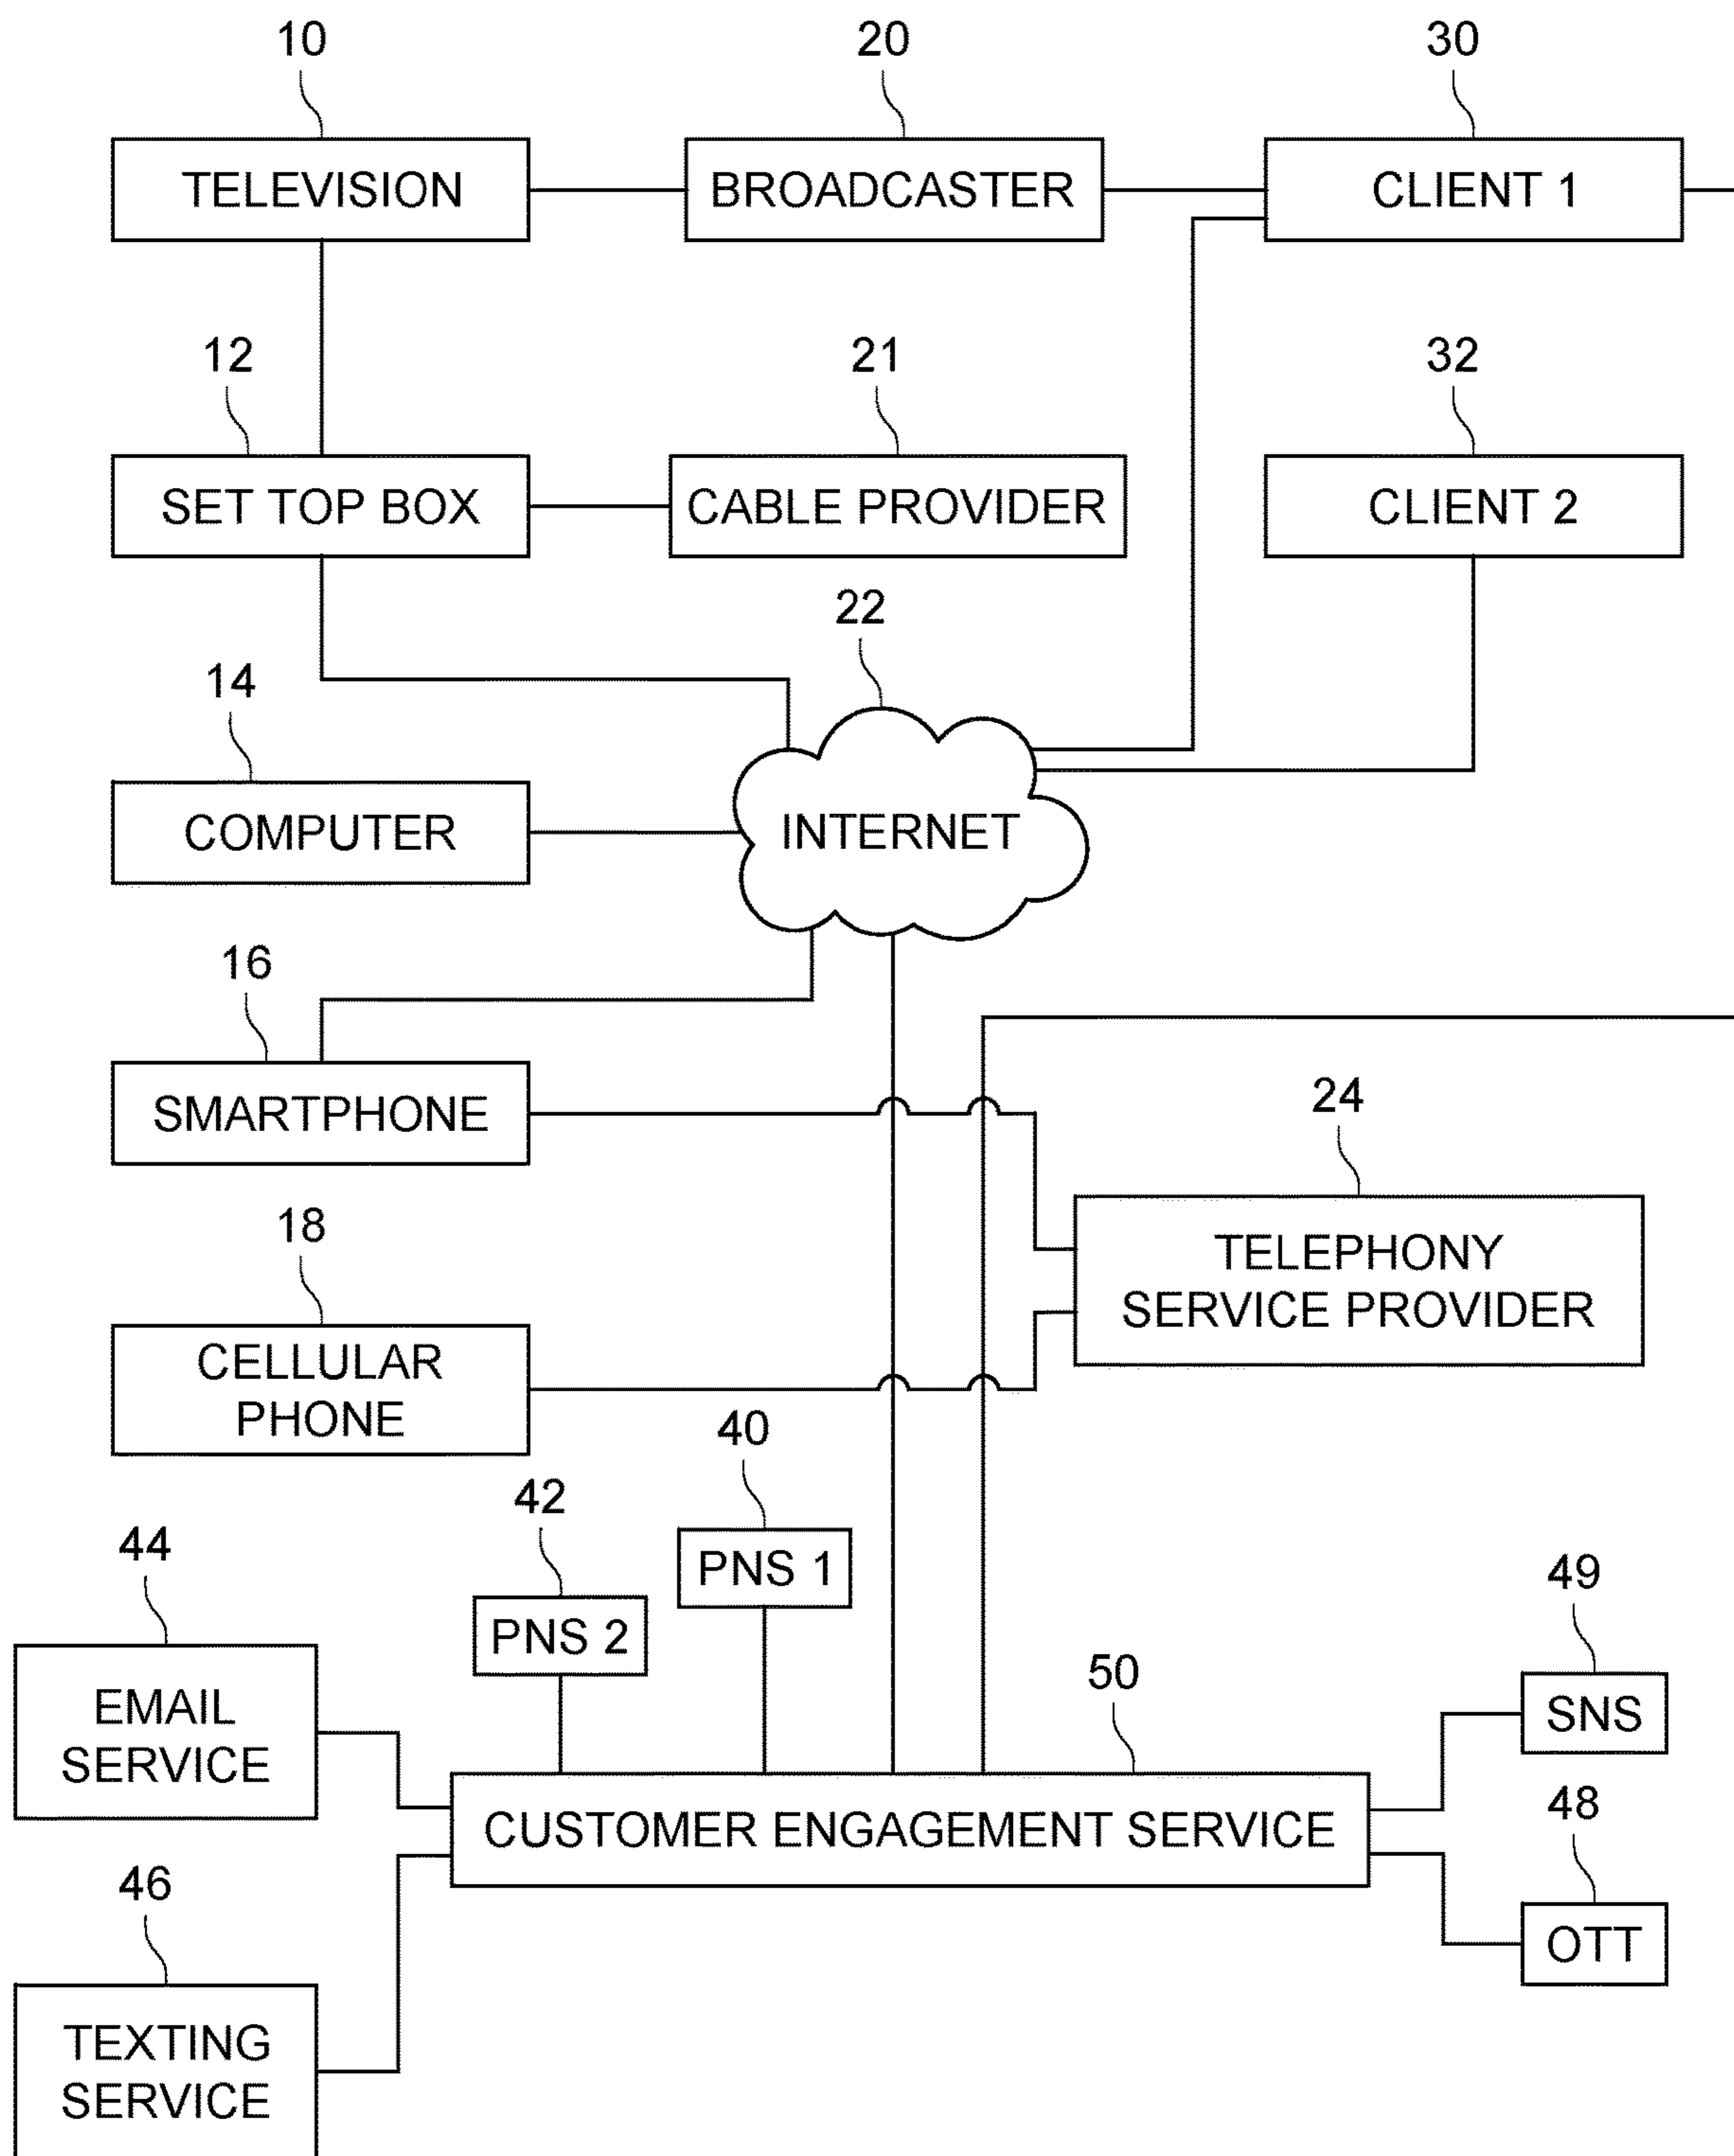 10
20
30
TELEVISION
BROADCASTER
CLIENT 1
12
21
32
SET TOP BOX
CABLE PROVIDER
CLIENT 2
22
14
COMPUTER
INTERNET
16
SMARTPHONE
24
TELEPHONY
SERVICE PROVIDER
18
CELLULAR
PHONE
40
PNS 1
42
PNS 2
44
EMAIL
SERVICE
49
SNS
50
CUSTOMER ENGAGEMENT SERVICE
48
OTT
46
TEXTING
SERVICE